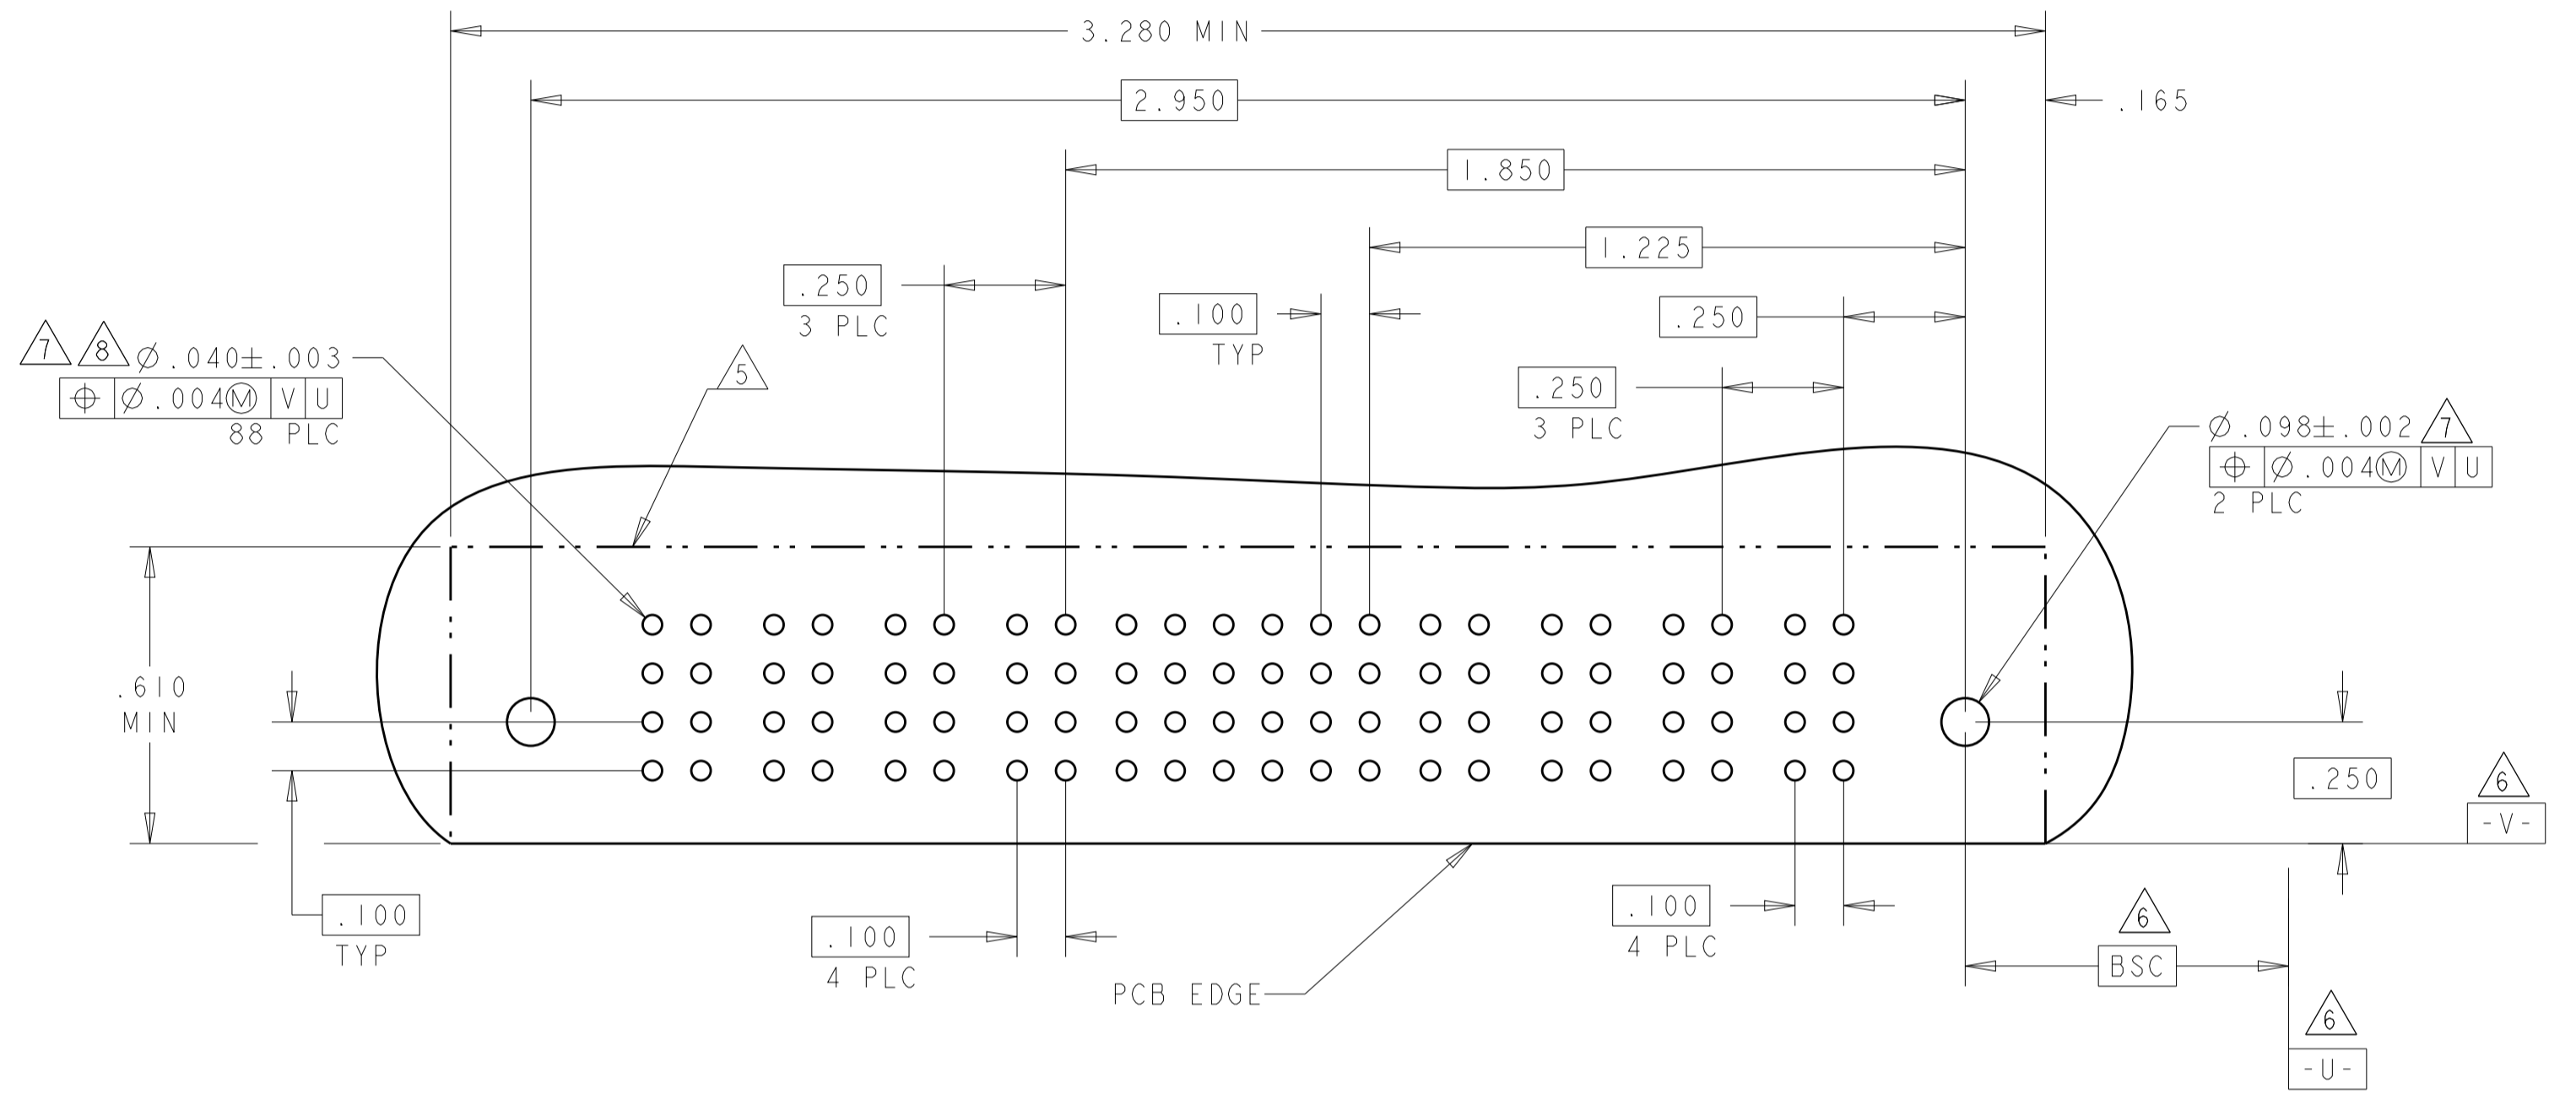 3.280 MIN
2.950
.165
1.850
1.225
.250
3 PLC
.100
TYP
.250
.250
3 PLC
7 8 ⌀.040±.003
⌖ ⌀.004Ⓜ V U
88 PLC
5
⌀.098±.002 7
⌖ ⌀.004Ⓜ V U
2 PLC
.610
MIN
.250
6
-V-
.100
TYP
.100
4 PLC
.100
4 PLC
PCB EDGE
6
BSC
6
-U-